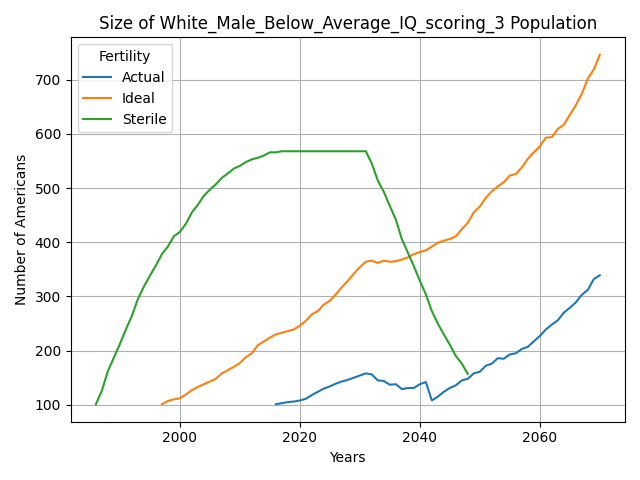 Size of White_Male_Below_Average_IQ_scoring_3 Population
Fertility
Actual
Ideal
Sterile
Number of Americans
700
600
500
400
300
200
100
2000 2020 2040 2060
Years